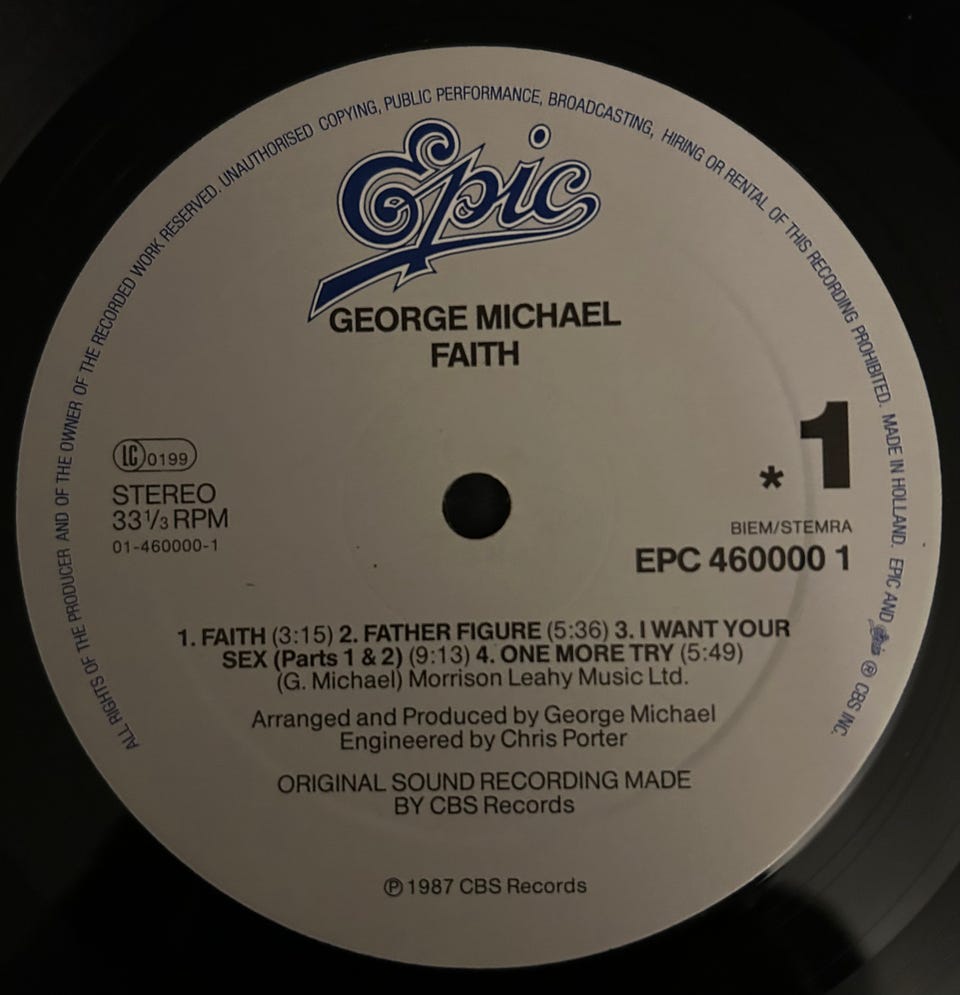 ALL RIGHTS OF THE PRODUCER AND OF THE OWNER OF THE RECORDED WORK RESERVED. UNAUTHORISED COPYING, PUBLIC PERFORMANCE, BROADCASTING, HIRING OR RENTAL OF THIS RECORDING PROHIBITED. MADE IN HOLLAND. EPIC AND Epic ® CBS INC.
Epic
GEORGE MICHAEL
FAITH
LC 0199
STEREO
33 1/3 RPM
01-460000-1
* 1
BIEM/STEMRA
EPC 460000 1
1. FAITH (3:15) 2. FATHER FIGURE (5:36) 3. I WANT YOUR
SEX (Parts 1 & 2) (9:13) 4. ONE MORE TRY (5:49)
(G. Michael) Morrison Leahy Music Ltd.
Arranged and Produced by George Michael
Engineered by Chris Porter
ORIGINAL SOUND RECORDING MADE
BY CBS Records
℗ 1987 CBS Records